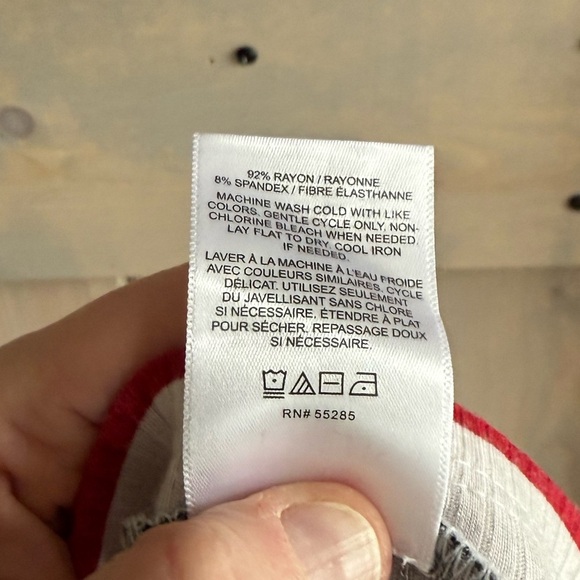 92% RAYON / RAYONNE
8% SPANDEX / FIBRE ÉLASTHANNE
MACHINE WASH COLD WITH LIKE
COLORS. GENTLE CYCLE ONLY. NON-
CHLORINE BLEACH WHEN NEEDED.
LAY FLAT TO DRY. COOL IRON
IF NEEDED.
LAVER À LA MACHINE À L'EAU FROIDE
AVEC COULEURS SIMILAIRES. CYCLE
DÉLICAT. UTILISEZ SEULEMENT
DU JAVELLISANT SANS CHLORE
SI NÉCESSAIRE. ÉTENDRE À PLAT
POUR SÉCHER. REPASSAGE DOUX
SI NÉCESSAIRE.
RN# 55285